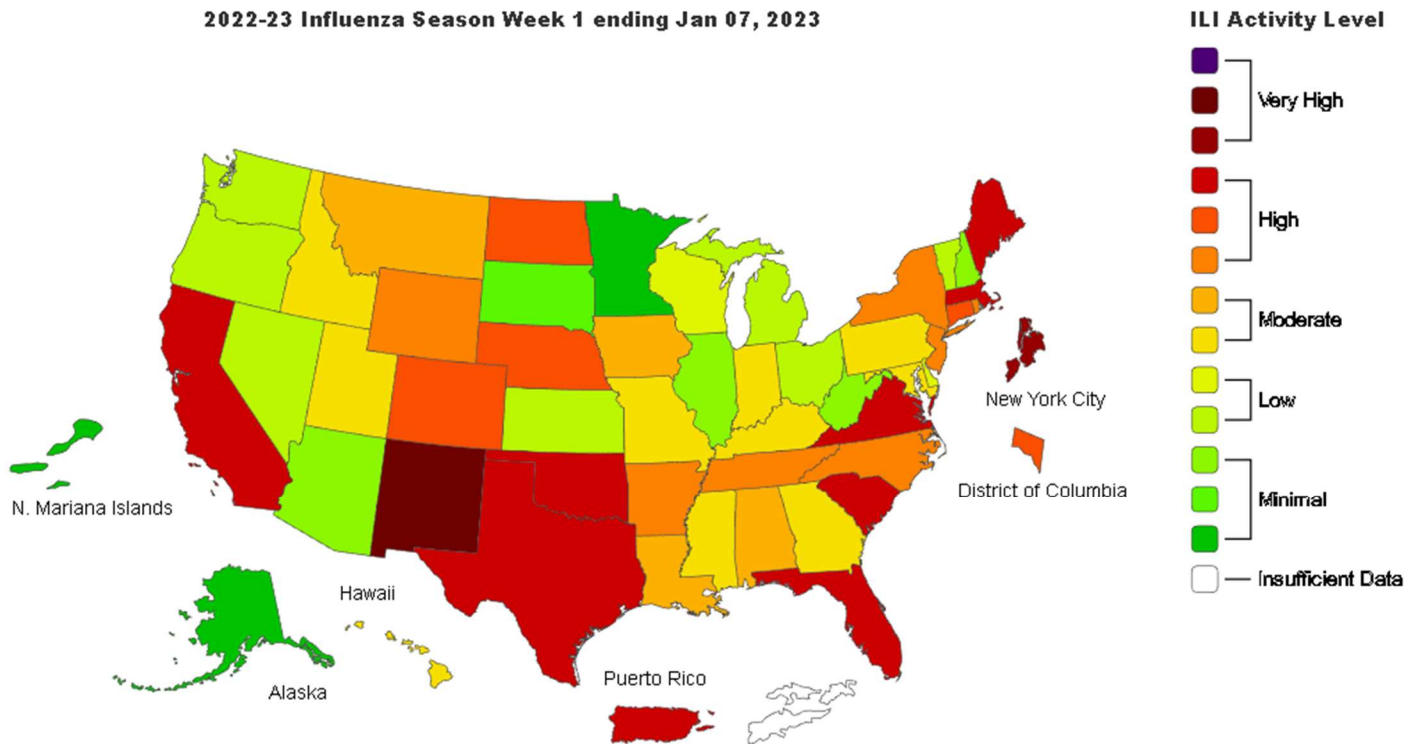 2022-23 Influenza Season Week 1 ending Jan 07, 2023
ILI Activity Level
Very High
High
Moderate
Low
Minimal
Insufficient Data
New York City
District of Columbia
N. Mariana Islands
Hawaii
Alaska
Puerto Rico